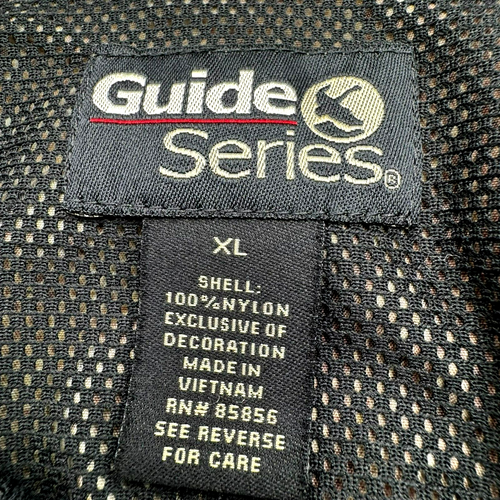 Guide
Series®
XL
SHELL:
100% NYLON
EXCLUSIVE OF
DECORATION
MADE IN
VIETNAM
RN# 85856
SEE REVERSE
FOR CARE